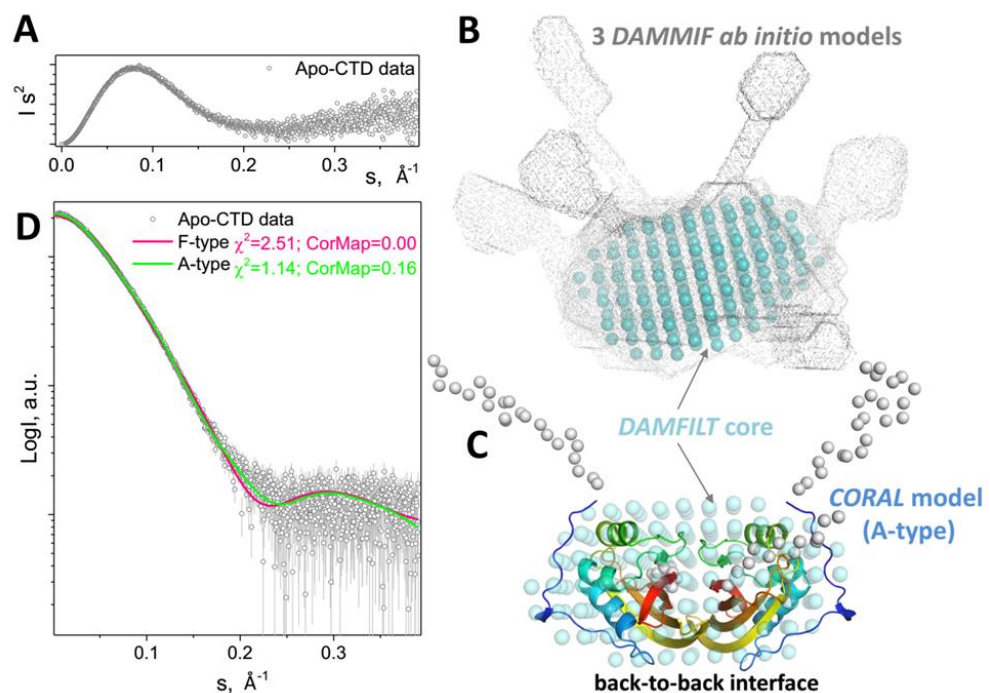 A
I s²
Apo-CTD data
0.0 0.1 0.2 0.3
s, Å⁻¹
B
3 DAMMIF ab initio models
D
Apo-CTD data
F-type χ²=2.51; CorMap=0.00
A-type χ²=1.14; CorMap=0.16
LogI, a.u.
0.1 0.2 0.3
s, Å⁻¹
DAMFILT core
C
CORAL model
(A-type)
back-to-back interface